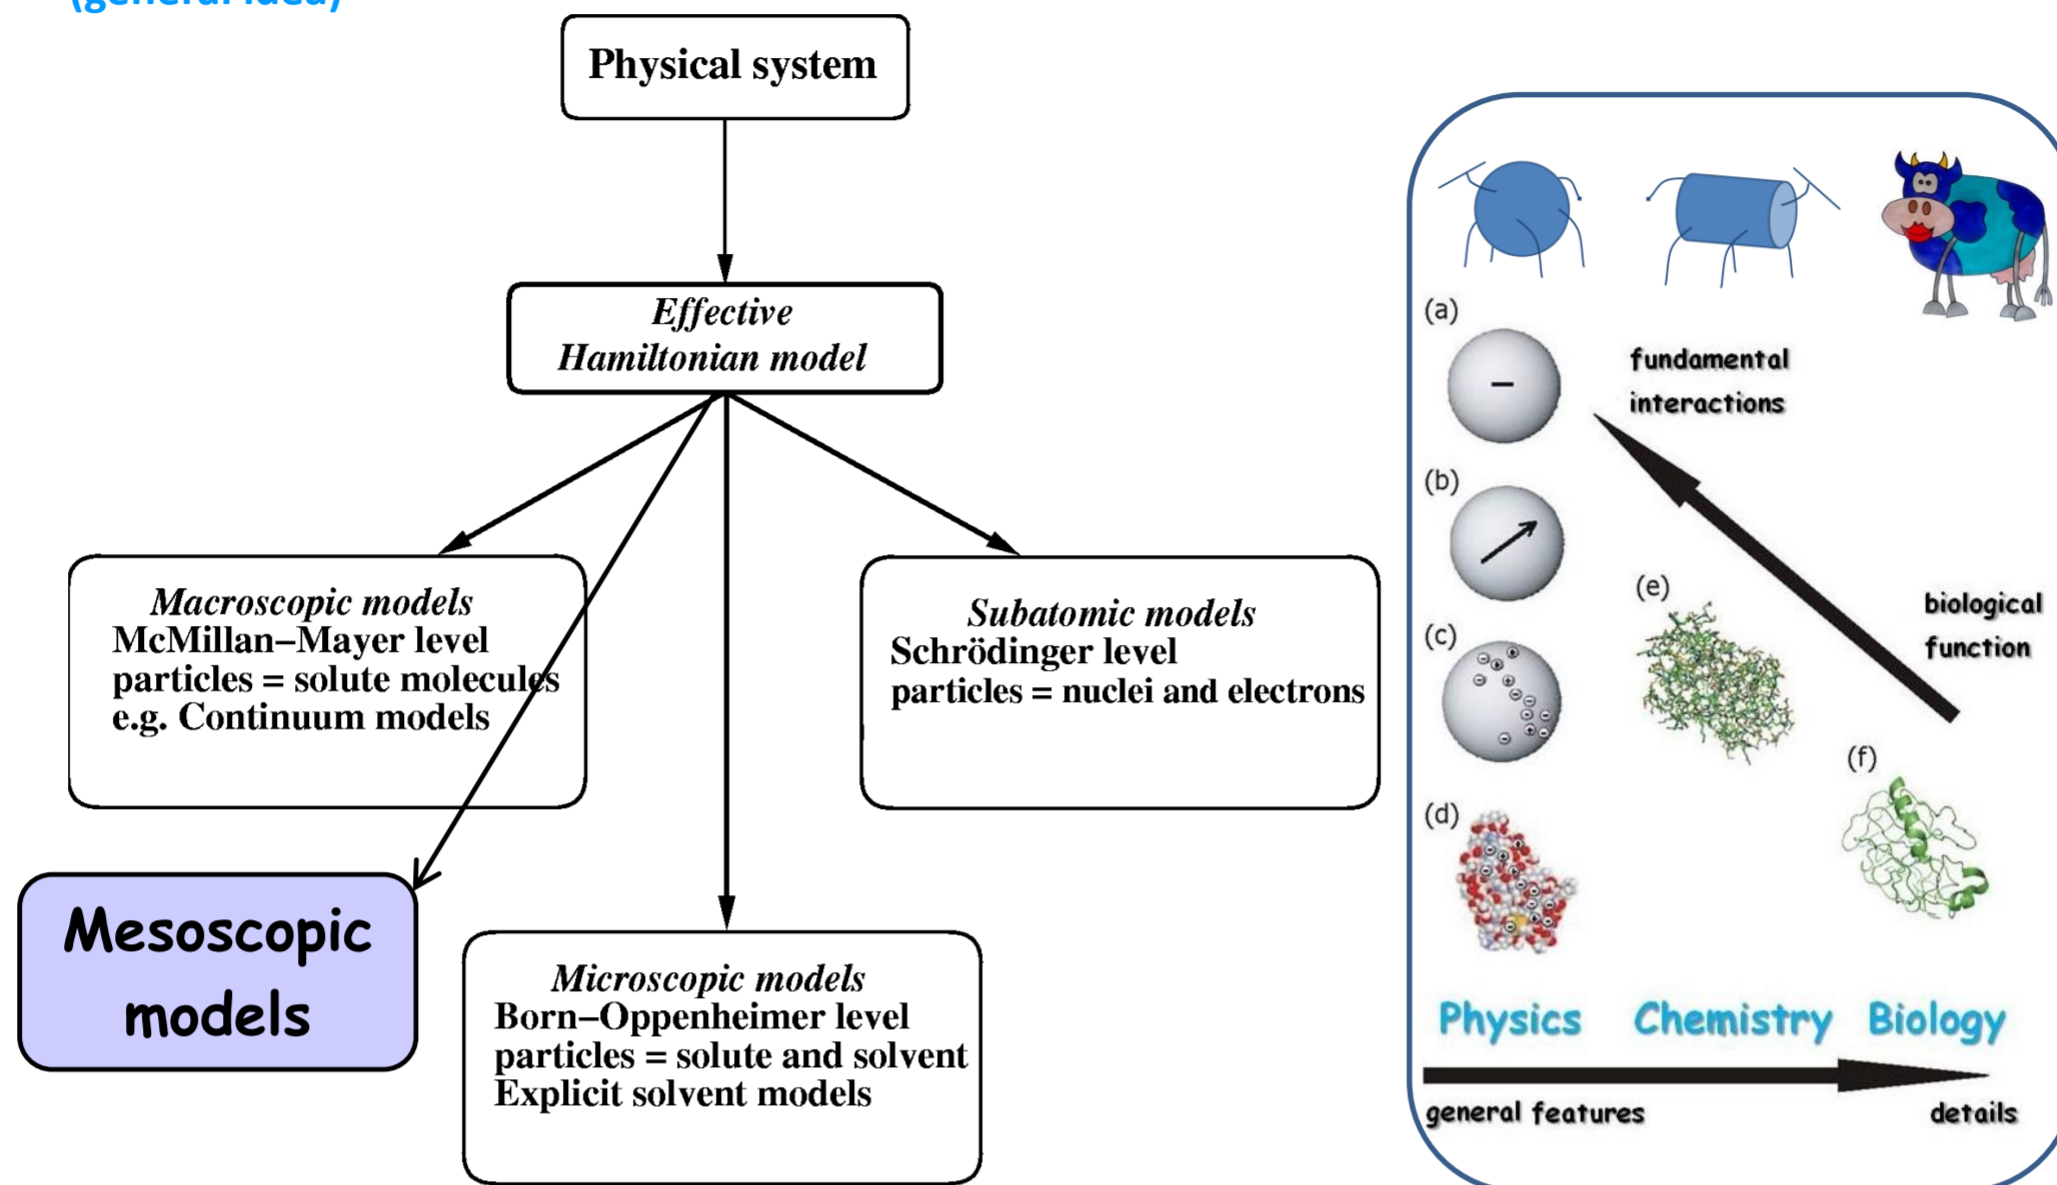 (general idea)
Physical system
Effective
Hamiltonian model
Macroscopic models
McMillan–Mayer level
particles = solute molecules
e.g. Continuum models
Subatomic models
Schrödinger level
particles = nuclei and electrons
Mesoscopic
models
Microscopic models
Born–Oppenheimer level
particles = solute and solvent
Explicit solvent models
(a)
fundamental
interactions
(b)
(c)
(e)
biological
function
(d)
(f)
Physics Chemistry Biology
general features details